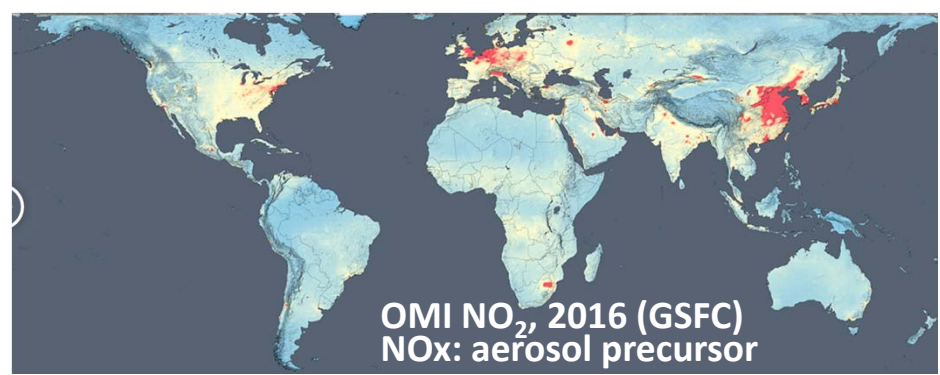 OMI NO₂, 2016 (GSFC)
NOx: aerosol precursor